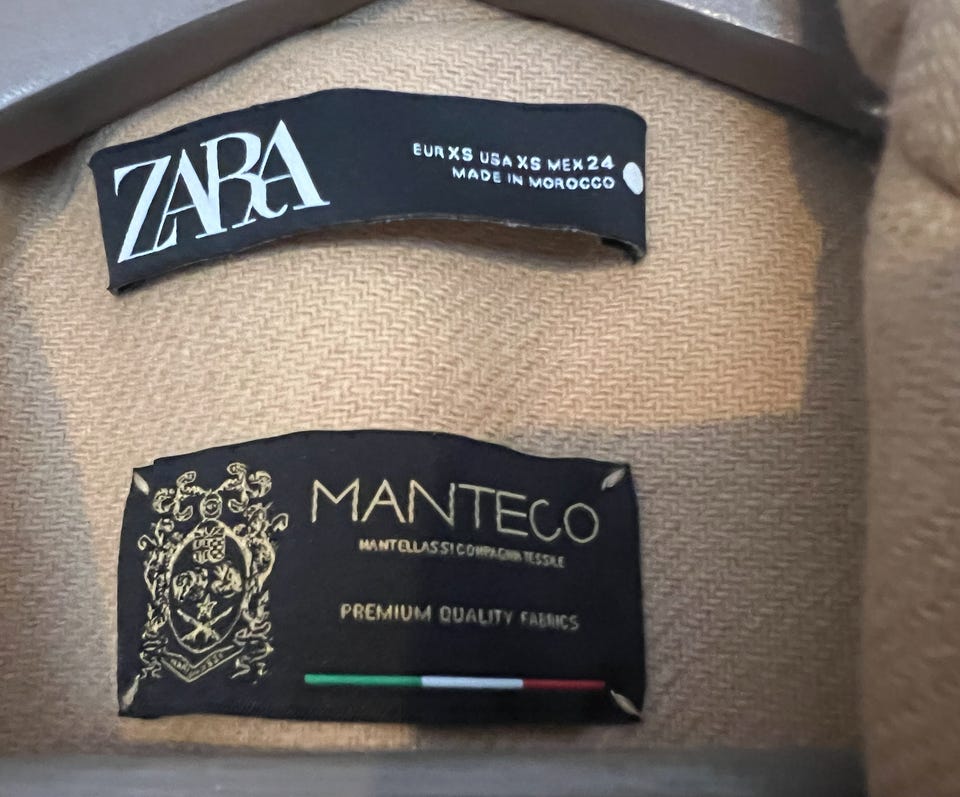 ZARA
EUR XS USA XS MEX 24
MADE IN MOROCCO
MANTECO
MANTELLASSI COMPAGNIA TESSILE
PREMIUM QUALITY FABRICS